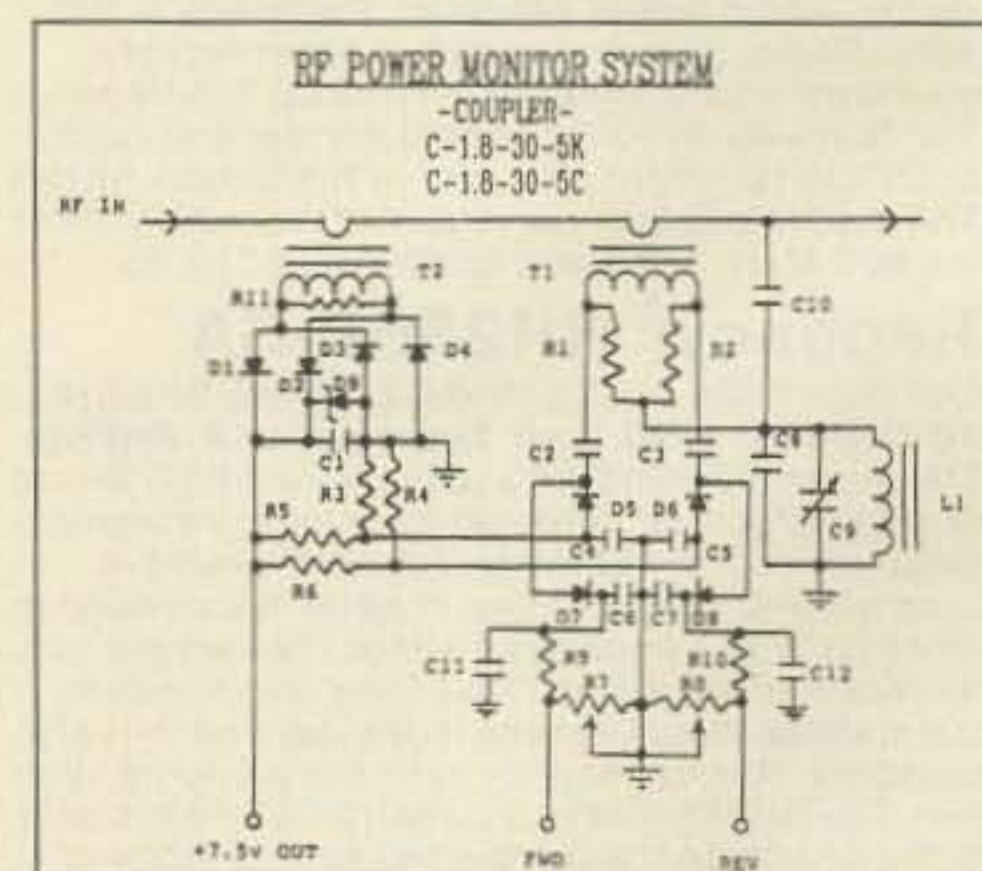 RF POWER MONITOR SYSTEM
-COUPLER-
C-1.8-30-5K
C-1.8-30-5C
RF IN
T2
T1
R11
C10
D1
D2
D3
D4
D9
R1
R2
C1
C2
C3
C8
C9
L1
R3
R4
R5
R6
D5
D6
C4
C5
D7
C6
C7
D8
C11
R9
R7
R8
R10
C12
+7.5v OUT
FWD
REV